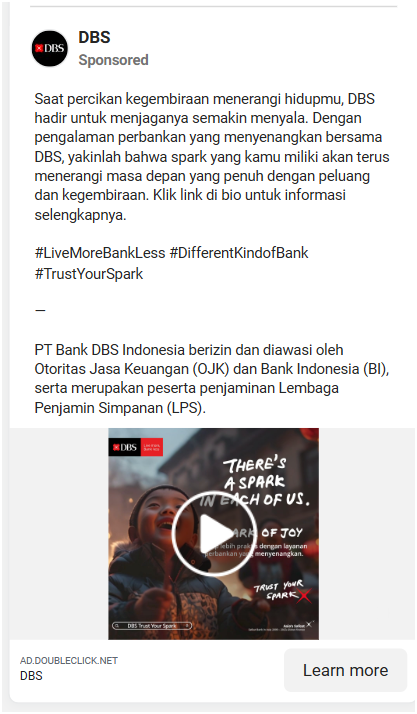 DBS
DBS
Sponsored
Saat percikan kegembiraan menerangi hidupmu, DBS
hadir untuk menjaganya semakin menyala. Dengan
pengalaman perbankan yang menyenangkan bersama
DBS, yakinlah bahwa spark yang kamu miliki akan terus
menerangi masa depan yang penuh dengan peluang
dan kegembiraan. Klik link di bio untuk informasi
selengkapnya.
#LiveMoreBankLess #DifferentKindofBank
#TrustYourSpark
—
PT Bank DBS Indonesia berizin dan diawasi oleh
Otoritas Jasa Keuangan (OJK) dan Bank Indonesia (BI),
serta merupakan peserta penjaminan Lembaga
Penjamin Simpanan (LPS).
DBS
THERE'S
A SPARK
IN EACH OF US.
OF JOY
lebih praktis dengan layanan
perbankan yang menyenangkan.
TRUST YOUR
SPARK
DBS Trust Your Spark
AD.DOUBLECLICK.NET
DBS
Learn more